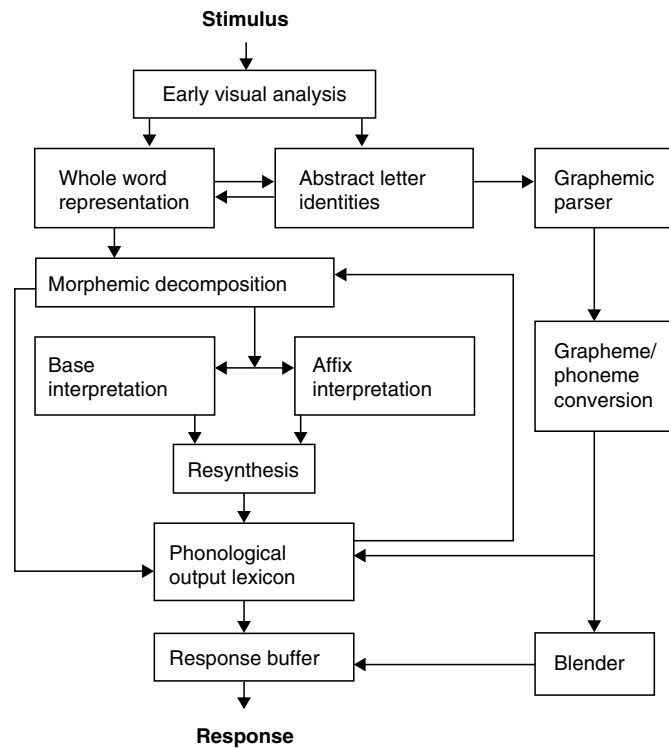 Stimulus
Early visual analysis
Whole word
representation
Abstract letter
identities
Graphemic
parser
Morphemic decomposition
Base
interpretation
Affix
interpretation
Grapheme/
phoneme
conversion
Resynthesis
Phonological
output lexicon
Response buffer
Blender
Response